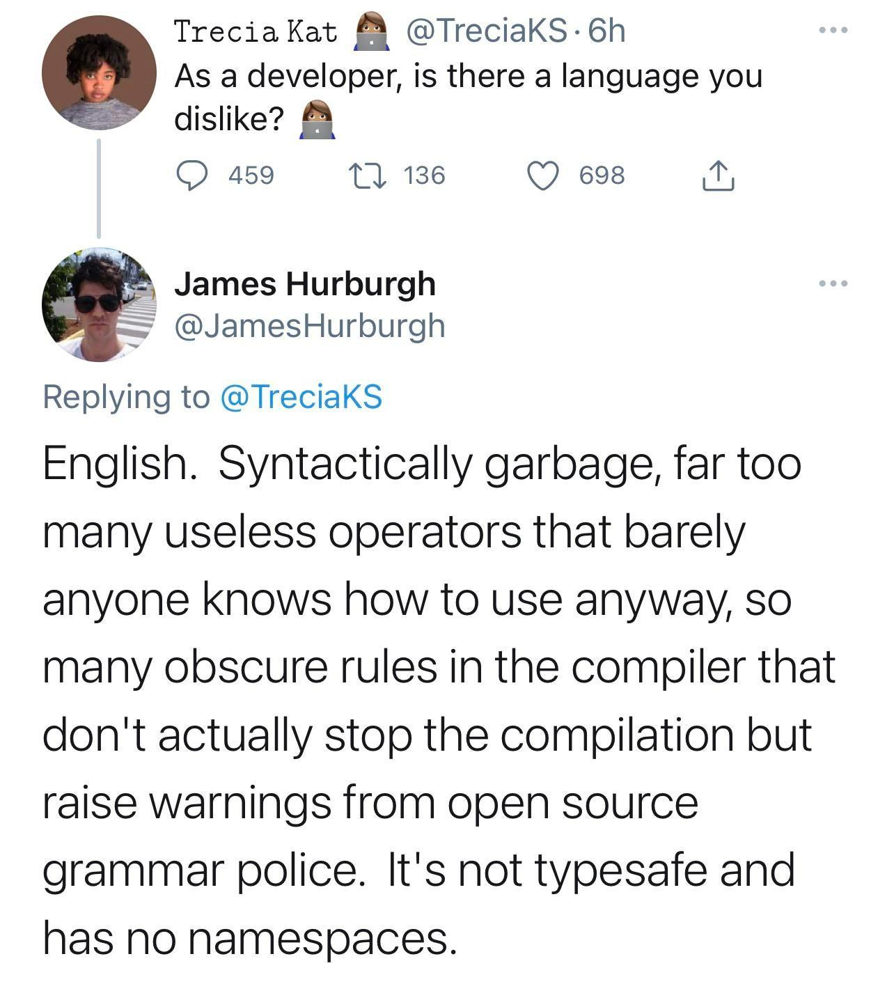 Trecia Kat 👩🏽‍💻 @TreciaKS · 6h
As a developer, is there a language you
dislike? 👩🏽‍💻
459 136 698
James Hurburgh
@JamesHurburgh
Replying to @TreciaKS
English.  Syntactically garbage, far too
many useless operators that barely
anyone knows how to use anyway, so
many obscure rules in the compiler that
don't actually stop the compilation but
raise warnings from open source
grammar police.  It's not typesafe and
has no namespaces.